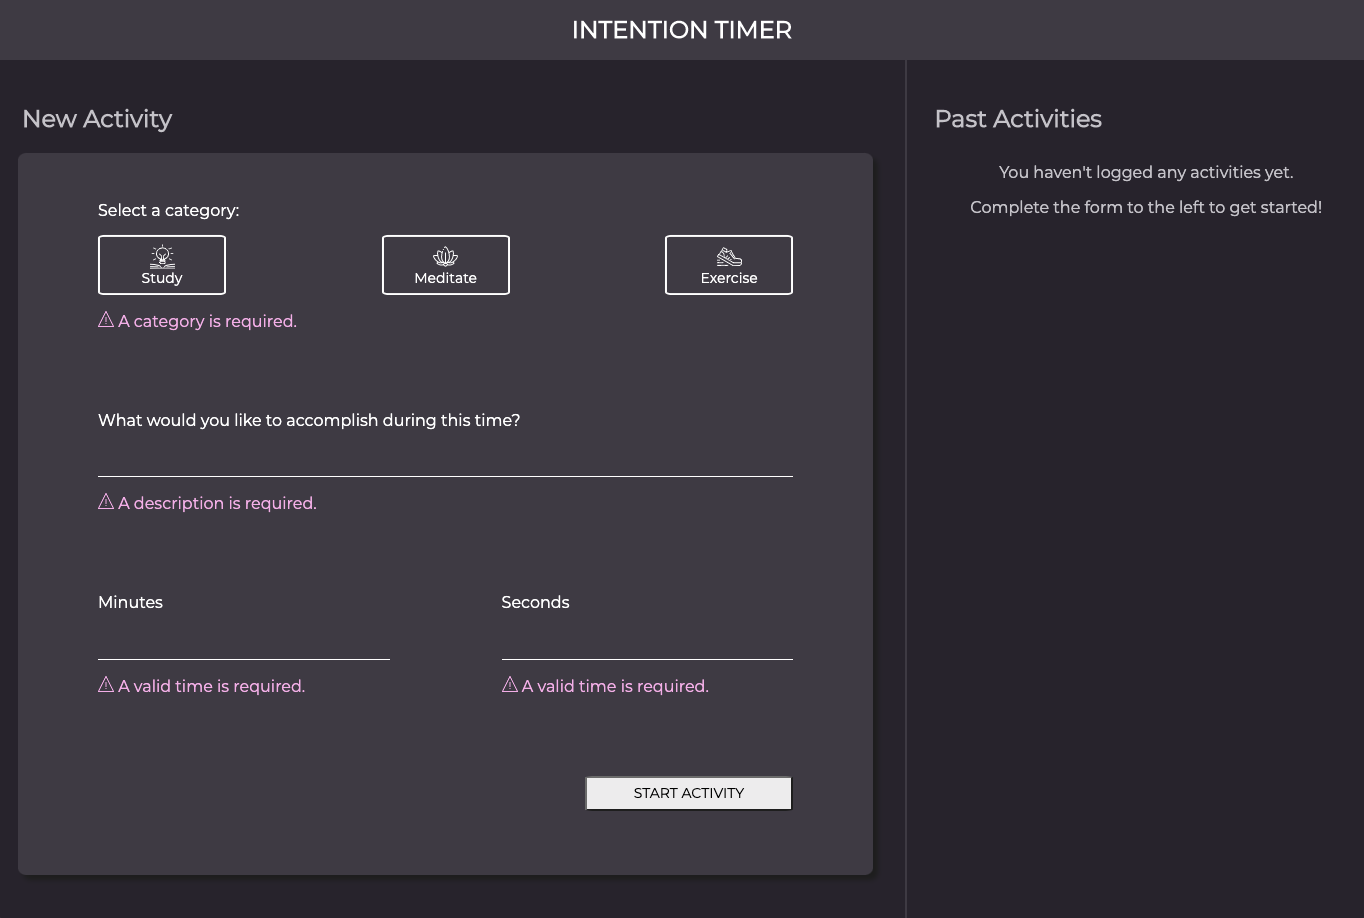 INTENTION TIMER
New Activity
Select a category:
Study
Meditate
Exercise
A category is required.
What would you like to accomplish during this time?
A description is required.
Minutes
Seconds
A valid time is required.
A valid time is required.
START ACTIVITY
Past Activities
You haven't logged any activities yet.
Complete the form to the left to get started!